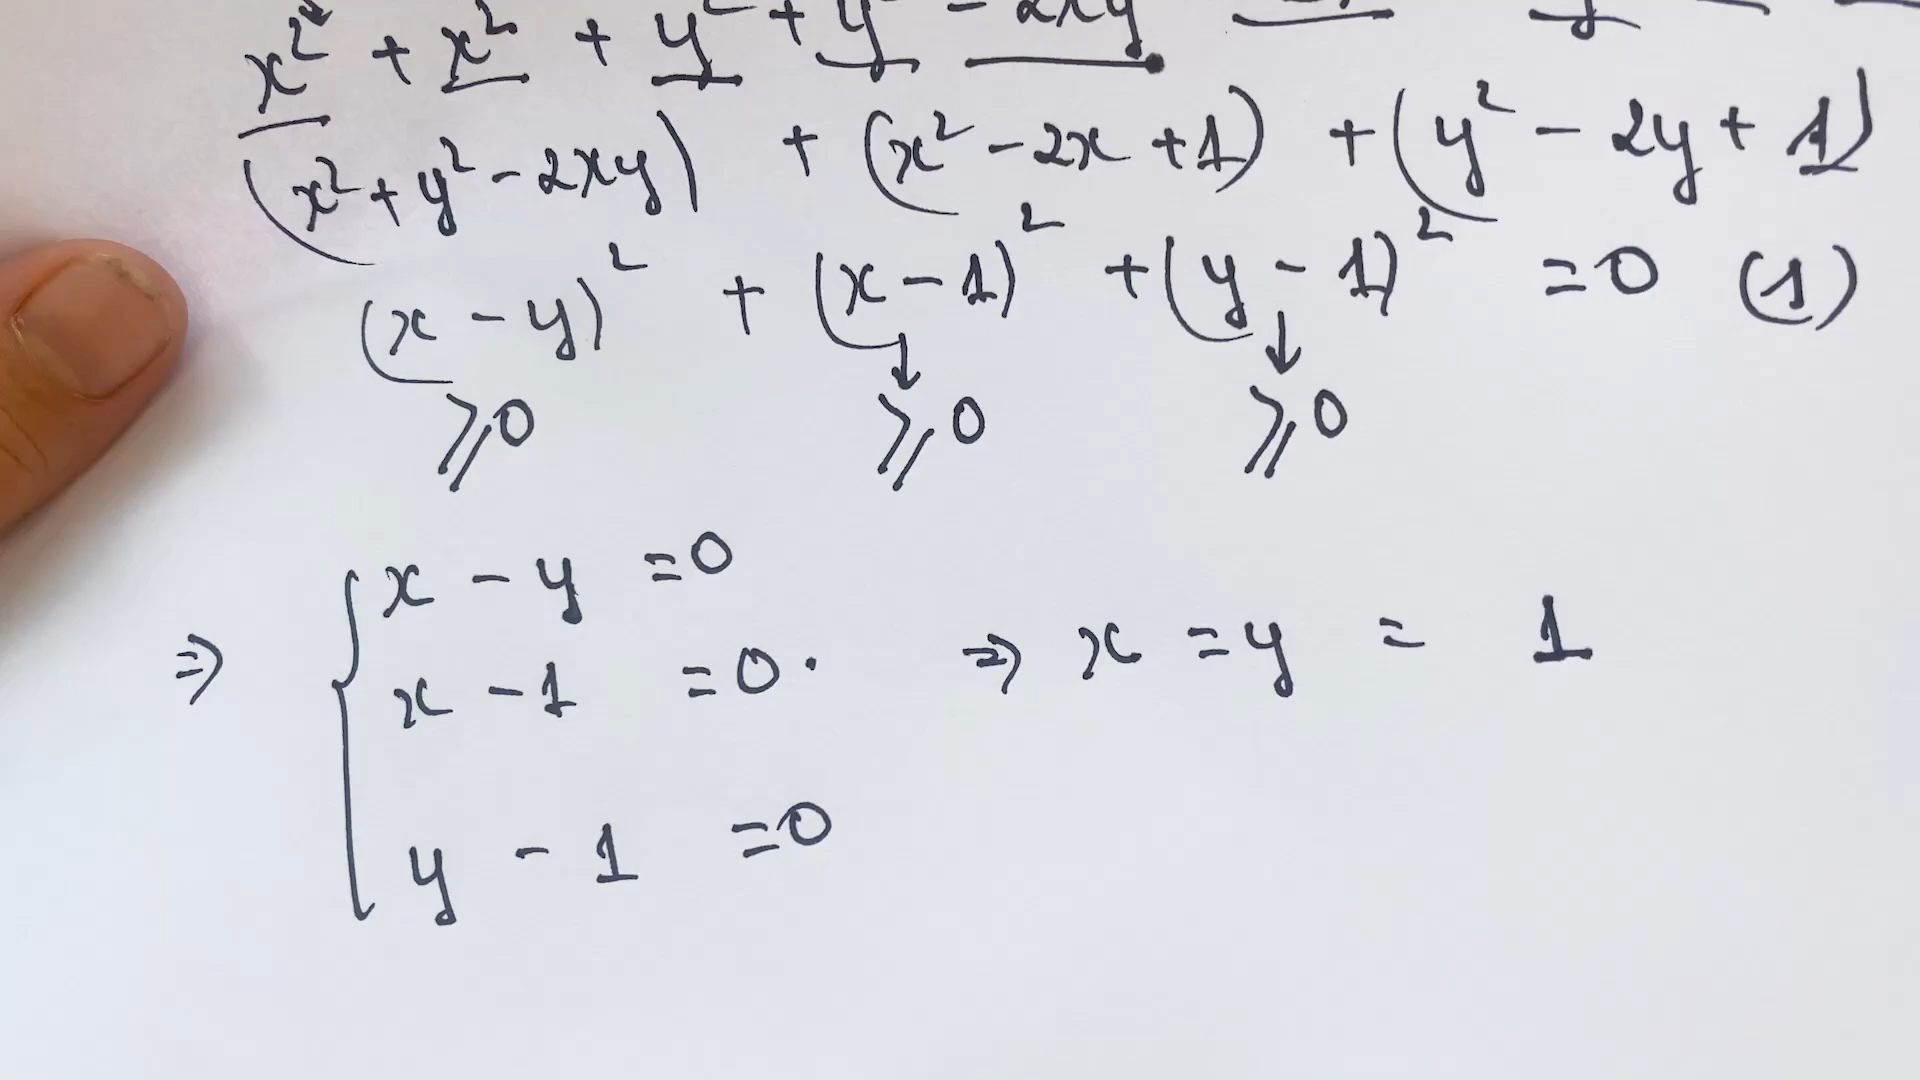 x² + x² + y² + y² - 2xy
(x² + y² - 2xy) + (x² - 2x + 1) + (y² - 2y + 1)
(x - y)² + (x - 1)² + (y - 1)² = 0 (1)
↓ ↓
⩾0 ⩾0 ⩾0
x - y = 0
⇒ x - 1 = 0 . ⇒ x = y = 1
y - 1 = 0